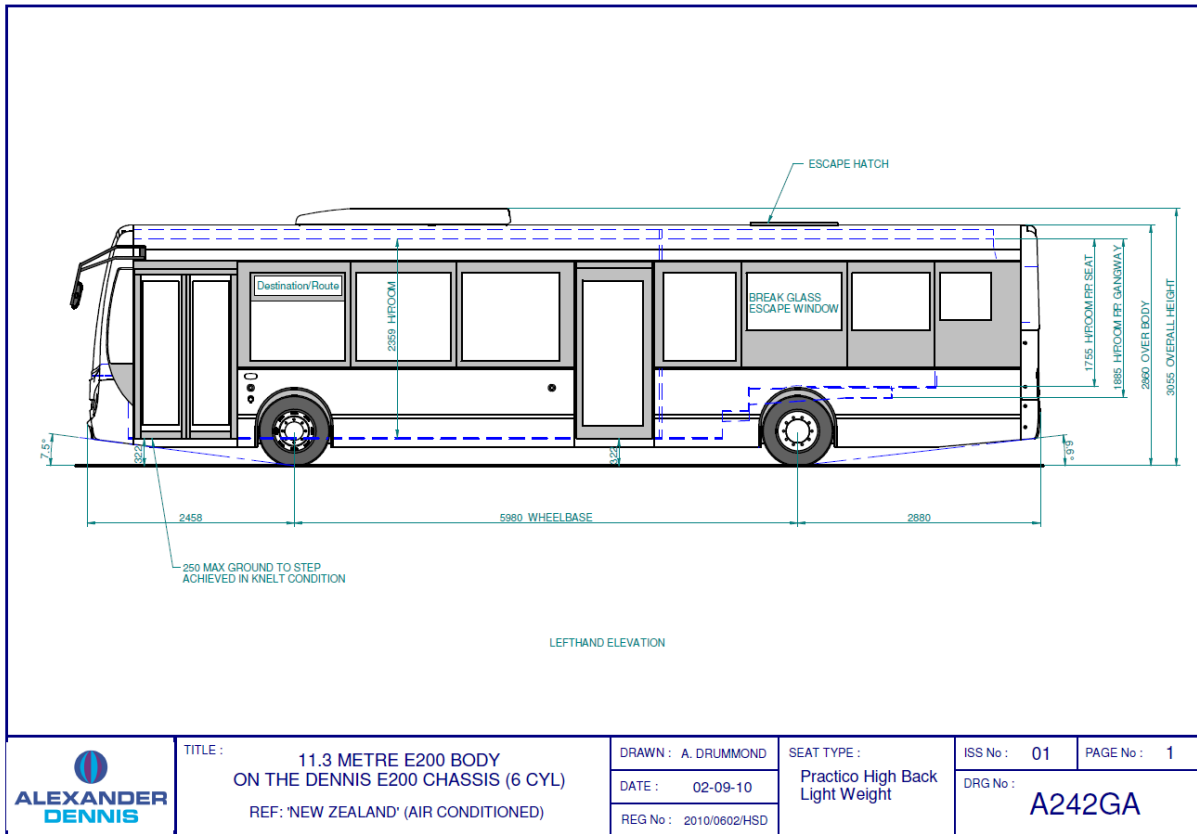 ESCAPE HATCH
Destination/Route
2359 H/ROOM
BREAK GLASS
ESCAPE WINDOW
1755 H/ROOM RR SEAT
1885 H/ROOM RR GANGWAY
2860 OVER BODY
3055 OVERALL HEIGHT
7.5°
322
322
6.6°
2458
5980 WHEELBASE
2880
250 MAX GROUND TO STEP
ACHIEVED IN KNELT CONDITION
LEFTHAND ELEVATION
ALEXANDER
DENNIS
TITLE :
11.3 METRE E200 BODY
ON THE DENNIS E200 CHASSIS (6 CYL)
REF: 'NEW ZEALAND' (AIR CONDITIONED)
DRAWN : A. DRUMMOND
DATE : 02-09-10
REG No : 2010/0602/HSD
SEAT TYPE :
Practico High Back
Light Weight
ISS No : 01
PAGE No : 1
DRG No :
A242GA